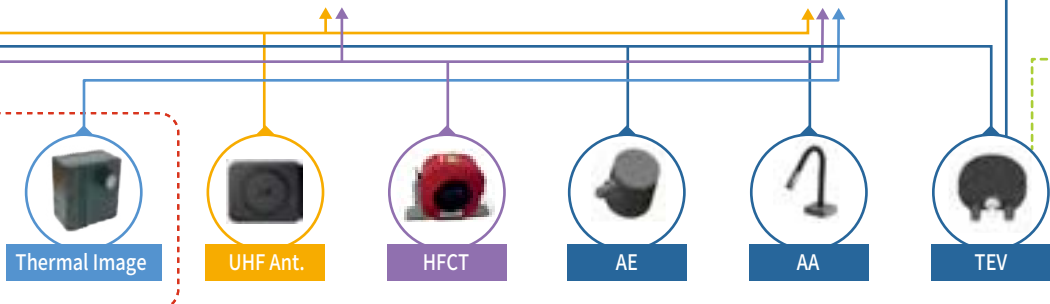 Thermal Image
UHF Ant.
HFCT
AE
AA
TEV